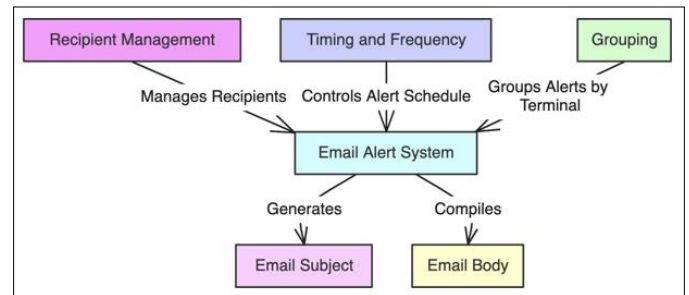 Recipient Management
Timing and Frequency
Grouping
Manages Recipients
Controls Alert Schedule
Groups Alerts by
Terminal
Email Alert System
Generates
Compiles
Email Subject
Email Body